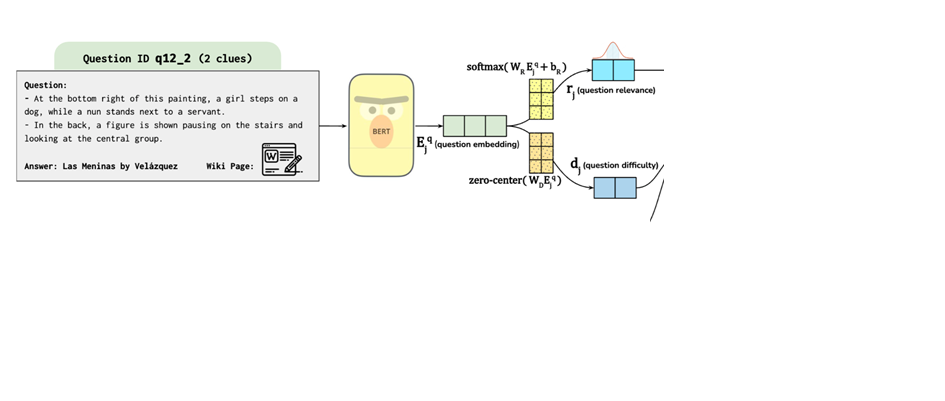 Question ID q12_2 (2 clues)
Question:
- At the bottom right of this painting, a girl steps on a
dog, while a nun stands next to a servant.
- In the back, a figure is shown pausing on the stairs and
looking at the central group.
Answer: Las Meninas by Velázquez Wiki Page:
W
BERT
E_j^q (question embedding)
softmax( W_R E_j^q + b_R )
r_j (question relevance)
d_j (question difficulty)
zero-center( W_D E_j^q )